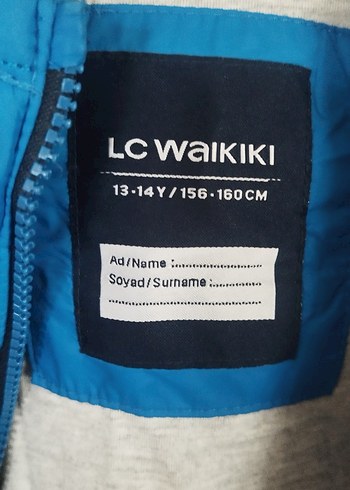 LC WAIKIKI
13-14Y/156-160CM
Ad/Name :
Soyad/Surname: